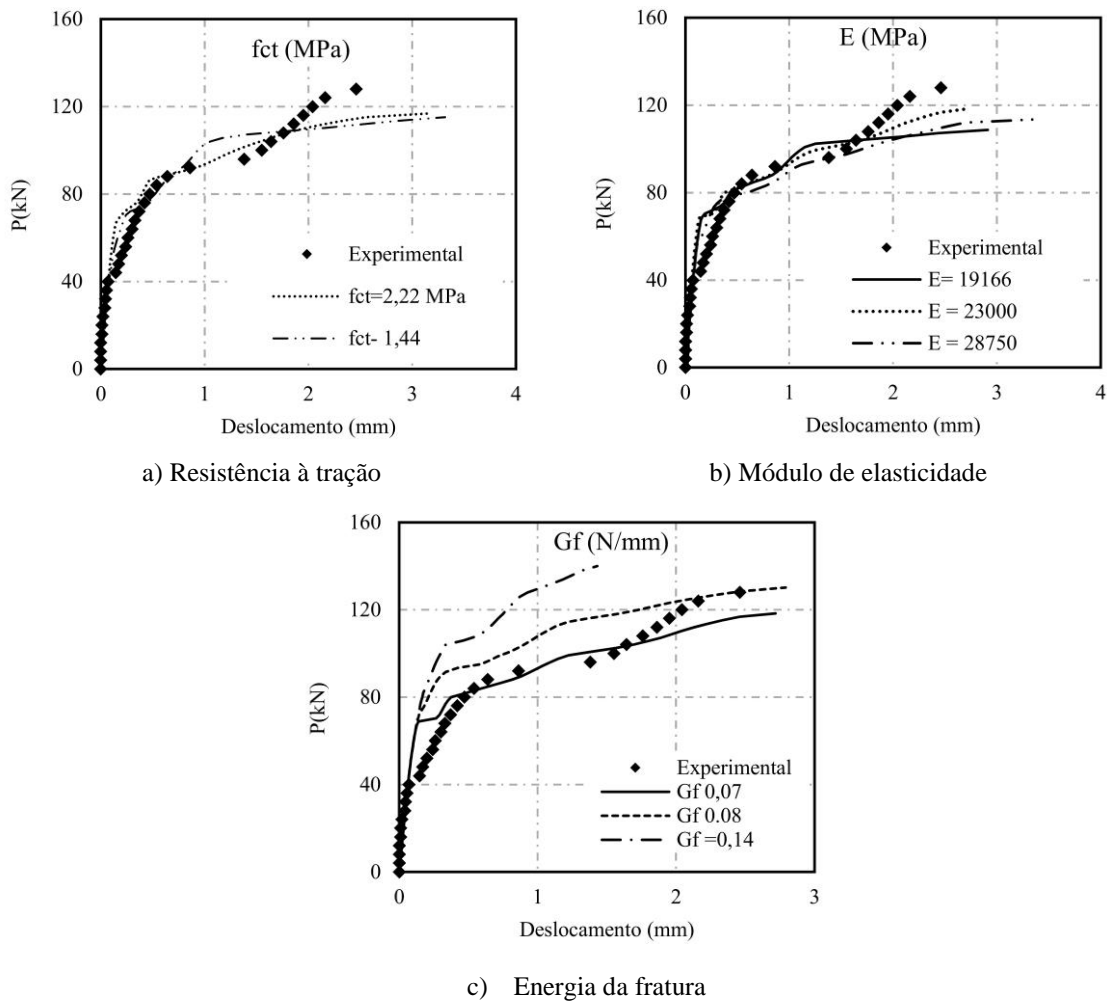 fct (MPa)
160
120
80
40
0
P(kN)
Experimental
fct=2,22 MPa
fct- 1,44
0 1 2 3 4
Deslocamento (mm)
a) Resistência à tração
E (MPa)
160
120
80
40
0
P(kN)
Experimental
E= 19166
E = 23000
E = 28750
0 1 2 3 4
Deslocamento (mm)
b) Módulo de elasticidade
Gf (N/mm)
160
120
80
40
0
P(kN)
Experimental
Gf 0,07
Gf 0.08
Gf =0,14
0 1 2 3
Deslocamento (mm)
c) Energia da fratura